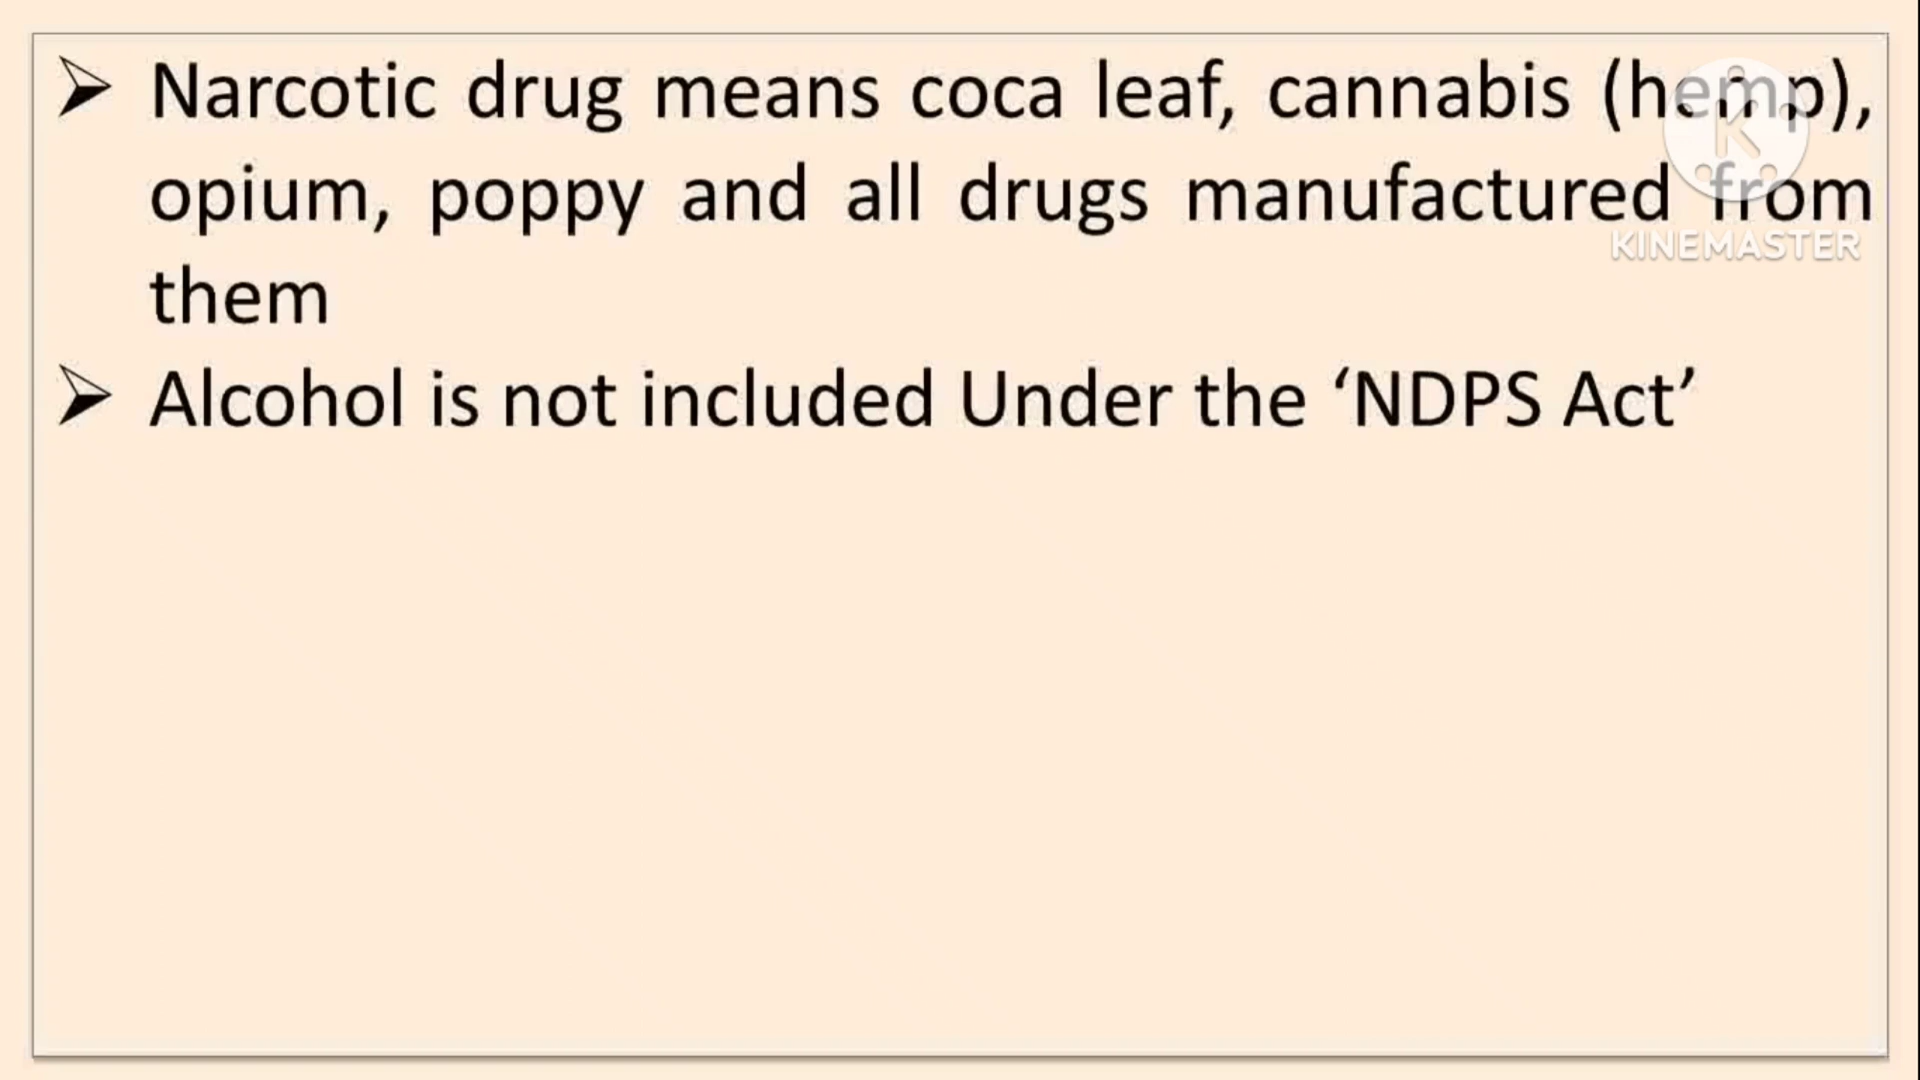 ➢ Narcotic drug means coca leaf, cannabis (hemp),
opium, poppy and all drugs manufactured from
them
➢ Alcohol is not included Under the ‘NDPS Act’
K
KINEMASTER